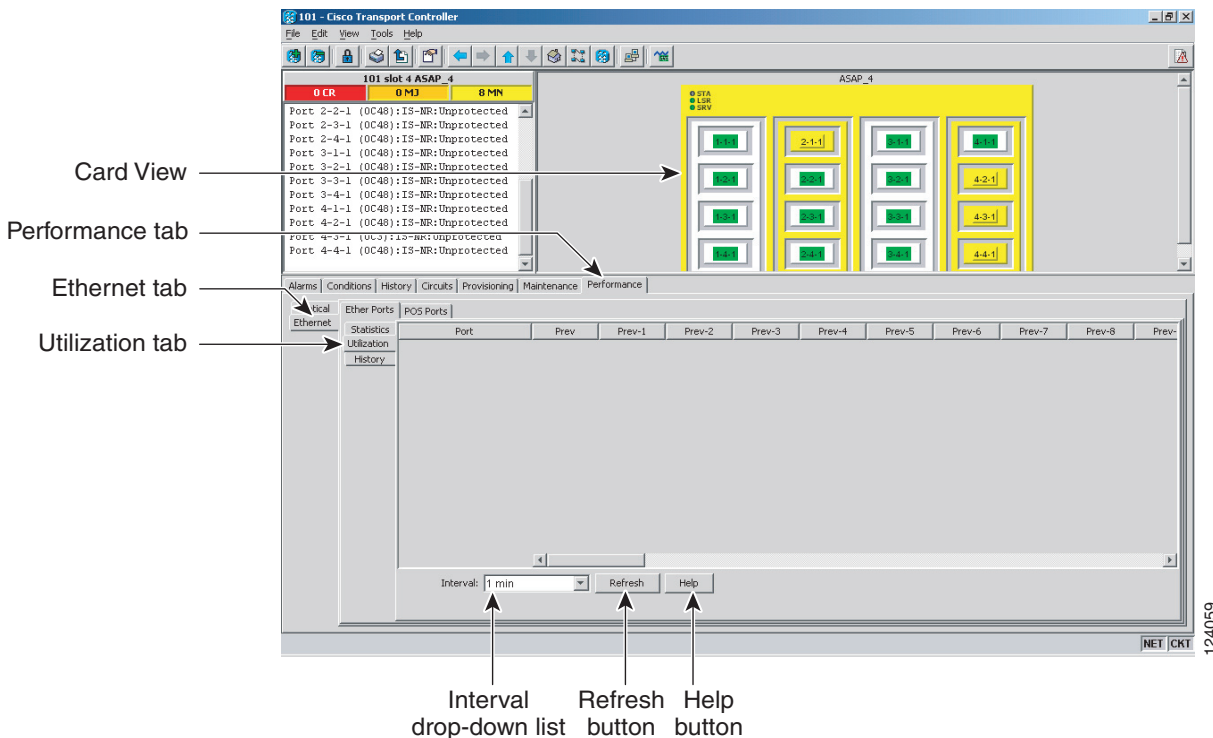 101 - Cisco Transport Controller
File Edit View Tools Help
101 slot 4 ASAP_4
0 CR 0 MJ 8 MN
Port 2-2-1 (OC48):IS-NR:Unprotected
Port 2-3-1 (OC48):IS-NR:Unprotected
Port 2-4-1 (OC48):IS-NR:Unprotected
Port 3-1-1 (OC48):IS-NR:Unprotected
Port 3-2-1 (OC48):IS-NR:Unprotected
Port 3-3-1 (OC48):IS-NR:Unprotected
Port 3-4-1 (OC48):IS-NR:Unprotected
Port 4-1-1 (OC48):IS-NR:Unprotected
Port 4-2-1 (OC48):IS-NR:Unprotected
Port 4-3-1 (OC3):IS-NR:Unprotected
Port 4-4-1 (OC48):IS-NR:Unprotected
ASAP_4
STA
LSR
SRV
1-1-1 2-1-1 3-1-1 4-1-1
1-2-1 2-2-1 3-2-1 4-2-1
1-3-1 2-3-1 3-3-1 4-3-1
1-4-1 2-4-1 3-4-1 4-4-1
Card View
Performance tab
Ethernet tab
Utilization tab
Alarms Conditions History Circuits Provisioning Maintenance Performance
Ethernet
Ether Ports POS Ports
Statistics
Utilization
History
Port Prev Prev-1 Prev-2 Prev-3 Prev-4 Prev-5 Prev-6 Prev-7 Prev-8 Prev-
Interval: 1 min Refresh Help
NET CKT
124059
Interval
drop-down list
Refresh
button
Help
button